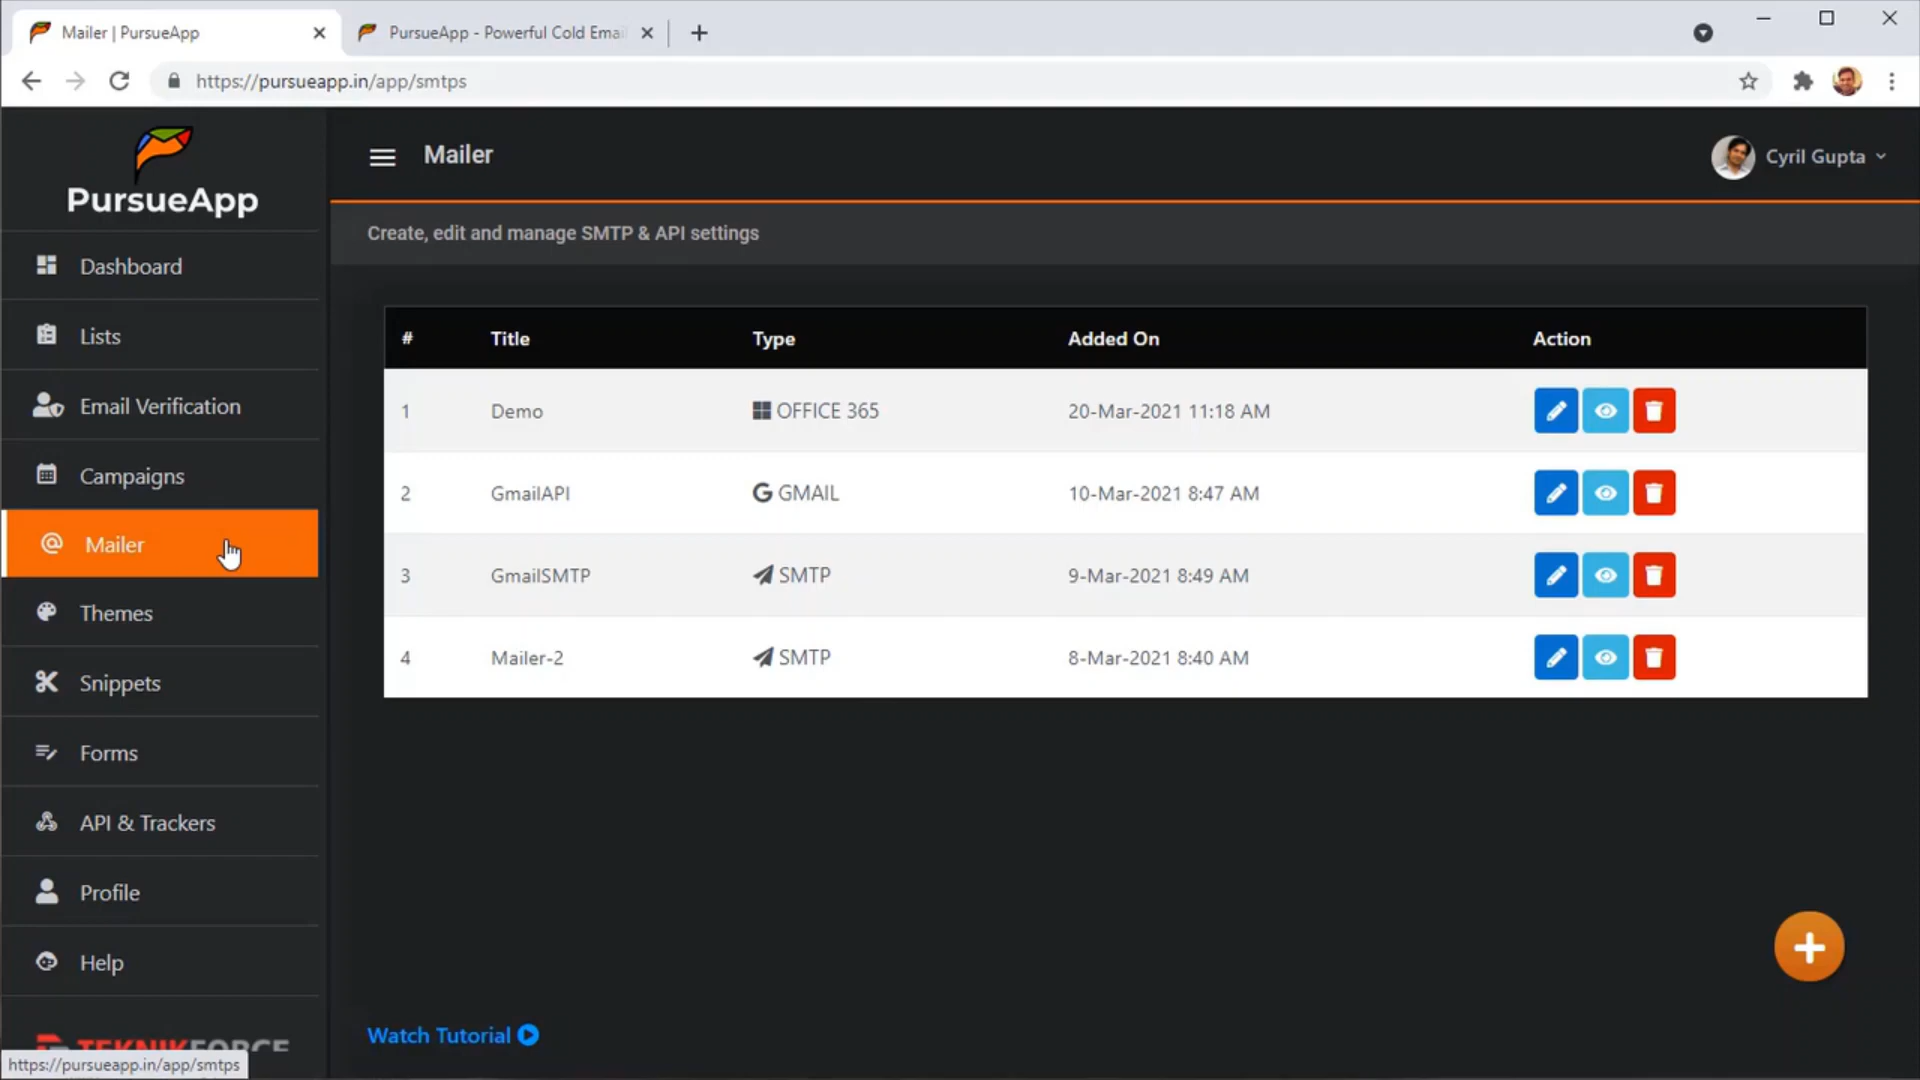 Mailer | PursueApp
PursueApp - Powerful Cold Emai
https://pursueapp.in/app/smtps
PursueApp
Mailer
Cyril Gupta
Create, edit and manage SMTP & API settings
Dashboard
Lists
Email Verification
Campaigns
Mailer
Themes
Snippets
Forms
API & Trackers
Profile
Help
TEKNIKFORCE
https://pursueapp.in/app/smtps
# Title Type Added On Action
1 Demo OFFICE 365 20-Mar-2021 11:18 AM
2 GmailAPI GMAIL 10-Mar-2021 8:47 AM
3 GmailSMTP SMTP 9-Mar-2021 8:49 AM
4 Mailer-2 SMTP 8-Mar-2021 8:40 AM
Watch Tutorial